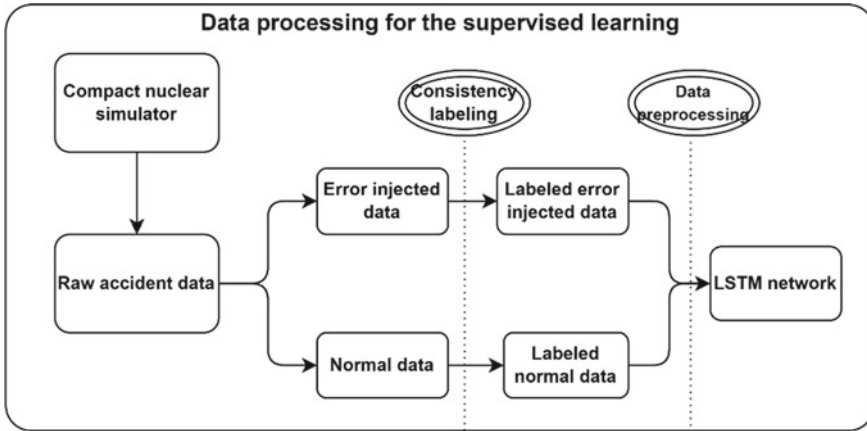 Data processing for the supervised learning
Compact nuclear
simulator
Consistency
labeling
Data
preprocessing
Error injected
data
Labeled error
injected data
Raw accident data
LSTM network
Normal data
Labeled
normal data